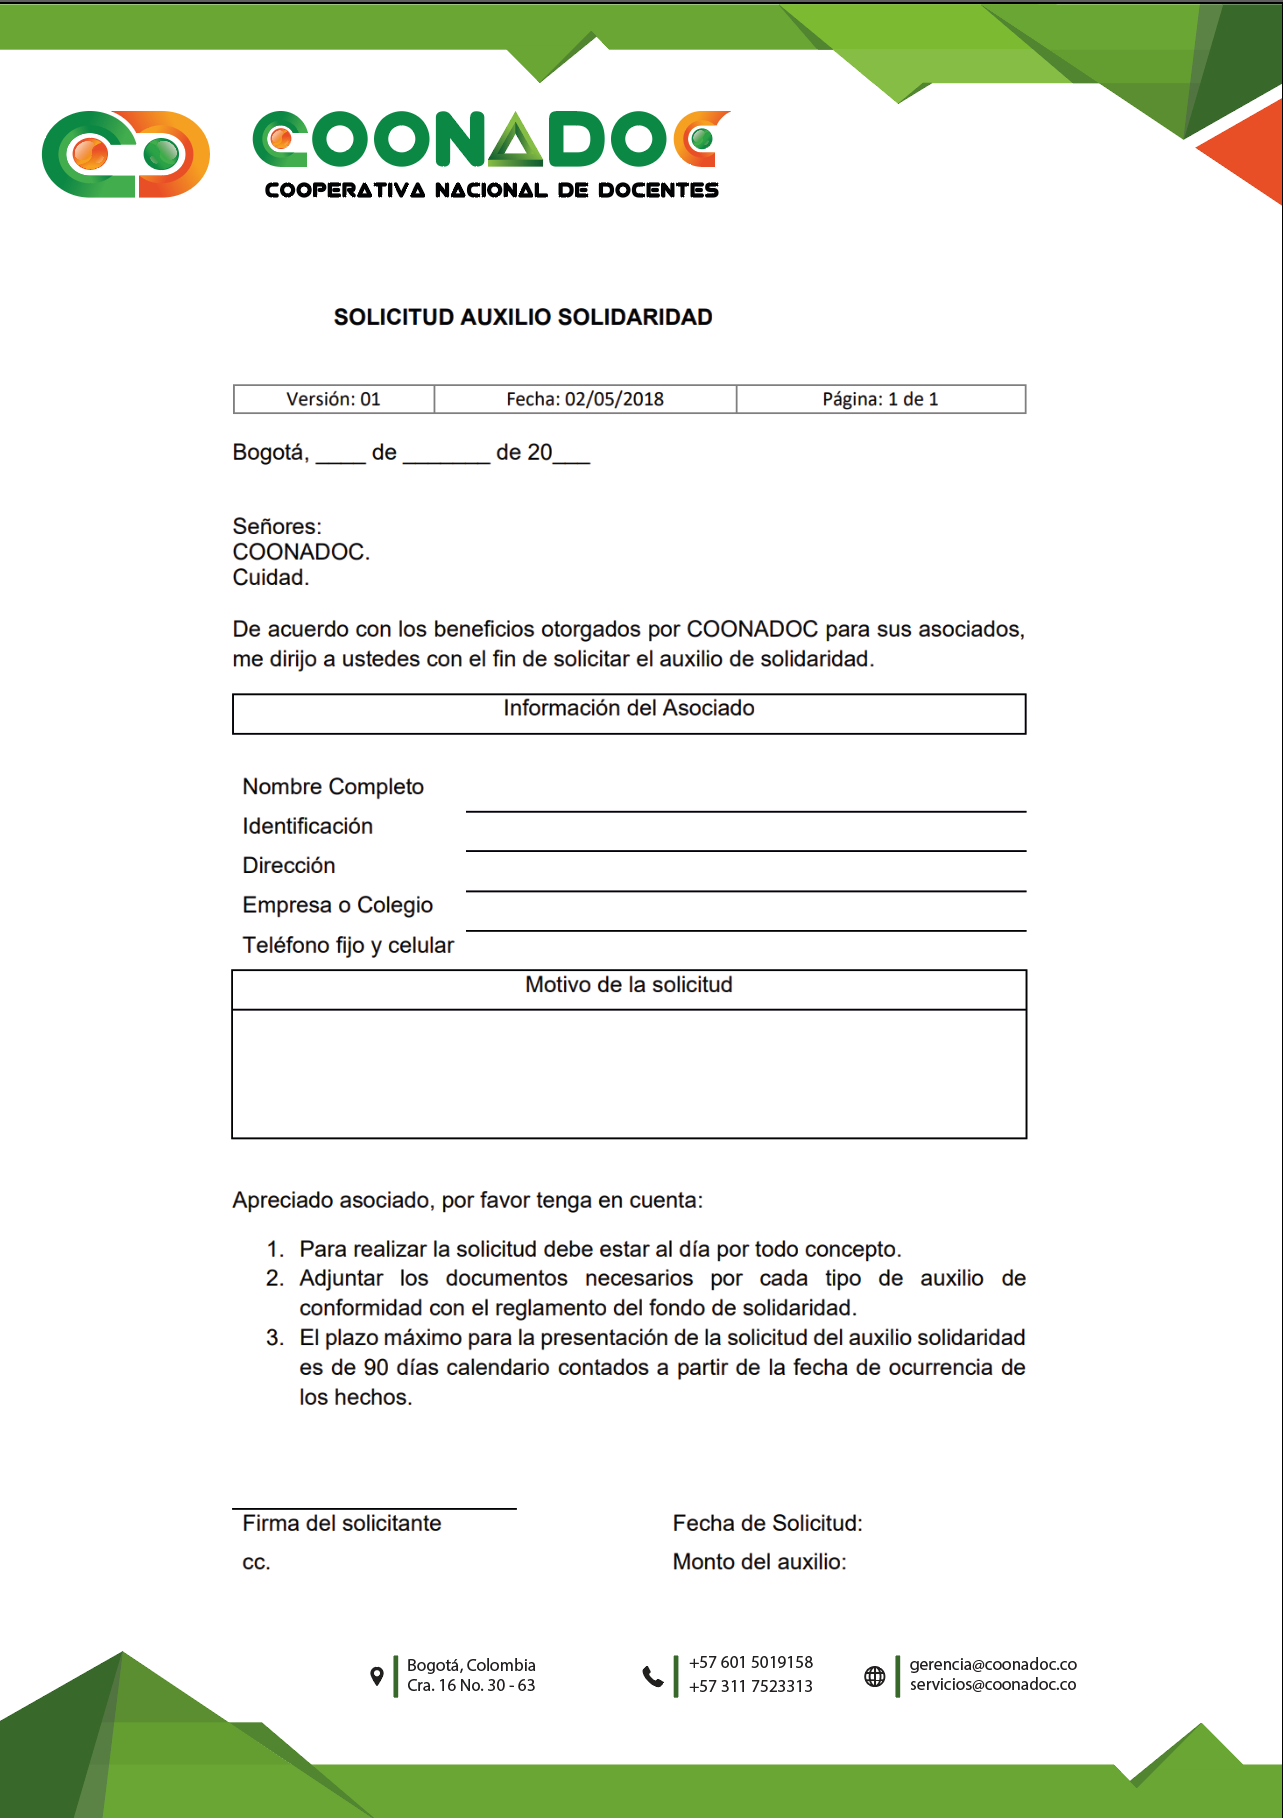 COONADOC
COOPERATIVA NACIONAL DE DOCENTES
SOLICITUD AUXILIO SOLIDARIDAD
Versión: 01 Fecha: 02/05/2018 Página: 1 de 1
Bogotá, ____ de _______ de 20___
Señores:
COONADOC.
Cuidad.
De acuerdo con los beneficios otorgados por COONADOC para sus asociados,
me dirijo a ustedes con el fin de solicitar el auxilio de solidaridad.
Información del Asociado
Nombre Completo
Identificación
Dirección
Empresa o Colegio
Teléfono fijo y celular
Motivo de la solicitud
Apreciado asociado, por favor tenga en cuenta:
1. Para realizar la solicitud debe estar al día por todo concepto.
2. Adjuntar los documentos necesarios por cada tipo de auxilio de
conformidad con el reglamento del fondo de solidaridad.
3. El plazo máximo para la presentación de la solicitud del auxilio solidaridad
es de 90 días calendario contados a partir de la fecha de ocurrencia de
los hechos.
Firma del solicitante Fecha de Solicitud:
cc. Monto del auxilio:
Bogotá, Colombia
Cra. 16 No. 30 - 63
+57 601 5019158
+57 311 7523313
gerencia@coonadoc.co
servicios@coonadoc.co